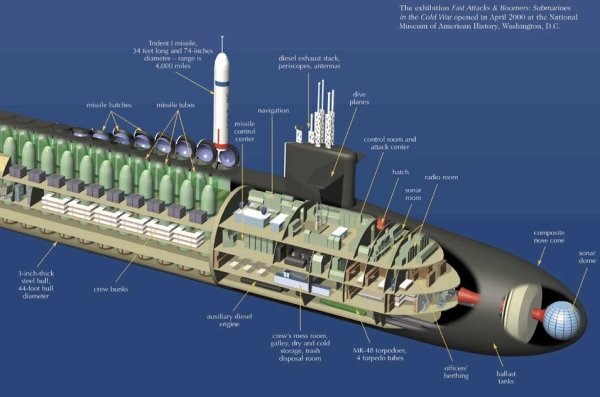 The exhibition Fast Attacks & Boomers: Submarines
in the Cold War opened in April 2000 at the National
Museum of American History, Washington, D.C.
Trident I missile,
34 feet long and 74-inches
diameter – range is
4,000 miles
diesel exhaust stack,
periscopes, antennas
dive
planes
missile hatches
missile tubes
navigation
missile
control
center
control room and
attack center
hatch
sonar
room
radio room
composite
nose cone
sonar
dome
3-inch-thick
steel hull,
44-foot hull
diameter
crew bunks
auxiliary diesel
engine
crew's mess room,
galley, dry and cold
storage, trash
disposal room
MK-48 torpedoes,
4 torpedo tubes
officers'
berthing
ballast
tanks